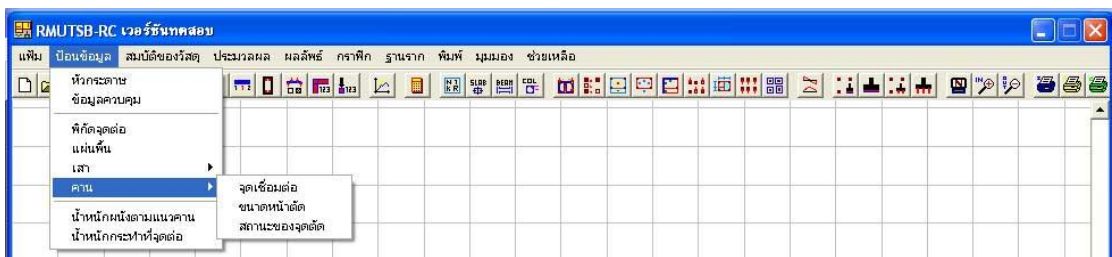 RMUTSB-RC เวอร์ชันทดสอบ
แฟ้ม ป้อนข้อมูล สมบัติของวัสดุ ประมวลผล ผลลัพธ์ กราฟิก ฐานราก พิมพ์ มุมมอง ช่วยเหลือ
หัวกระดาษ
ข้อมูลควบคุม
พิกัดจุดต่อ
แผ่นพื้น
เสา
คาน
น้ำหนักผนังตามแนวคาน
น้ำหนักกระทำที่จุดต่อ
จุดเชื่อมต่อ
ขนาดหน้าตัด
สถานะของจุดตัด
123 123 SLAB BEAM COL